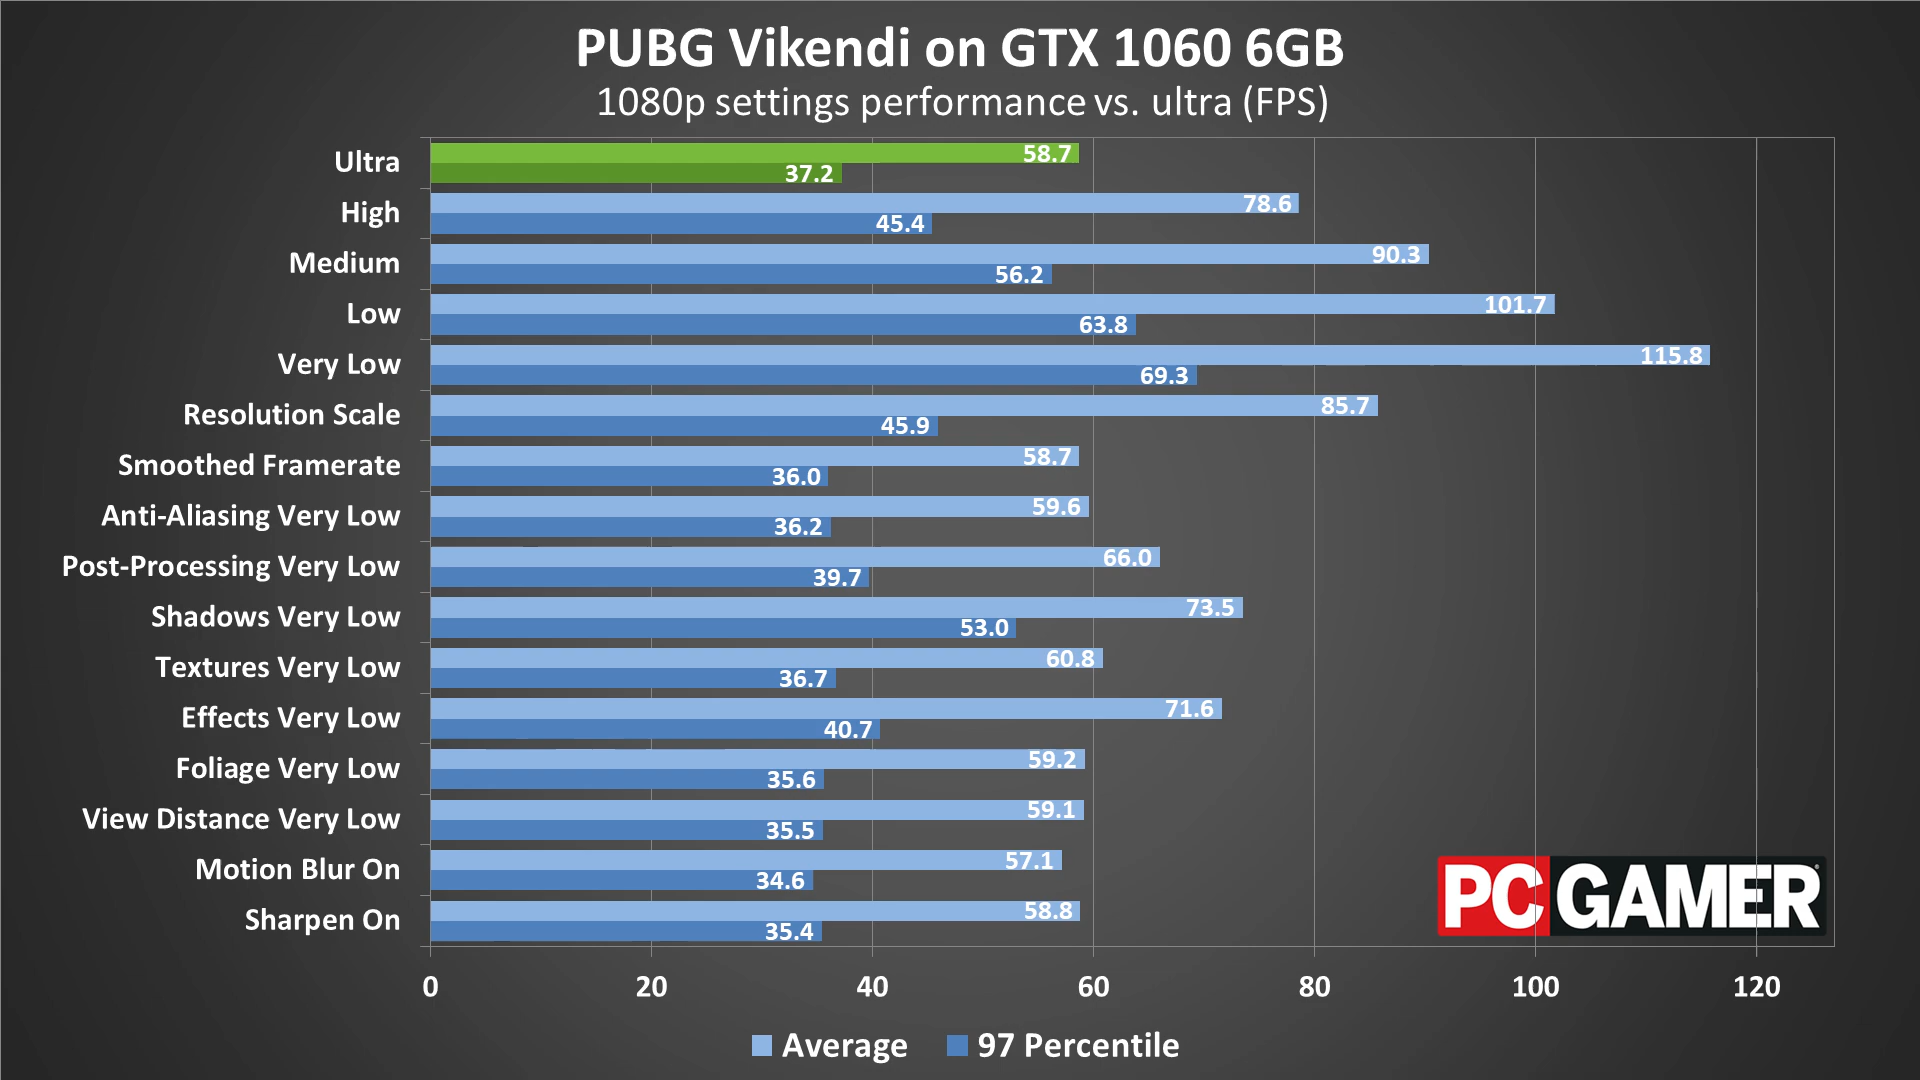 PUBG Vikendi on GTX 1060 6GB
1080p settings performance vs. ultra (FPS)
Ultra 58.7
37.2
High 78.6
45.4
Medium 90.3
56.2
Low 101.7
63.8
Very Low 115.8
69.3
Resolution Scale 85.7
45.9
Smoothed Framerate 58.7
36.0
Anti-Aliasing Very Low 59.6
36.2
Post-Processing Very Low 66.0
39.7
Shadows Very Low 73.5
53.0
Textures Very Low 60.8
36.7
Effects Very Low 71.6
40.7
Foliage Very Low 59.2
35.6
View Distance Very Low 59.1
35.5
Motion Blur On 57.1
34.6
Sharpen On 58.8
35.4
PC GAMER
0 20 40 60 80 100 120
Average 97 Percentile